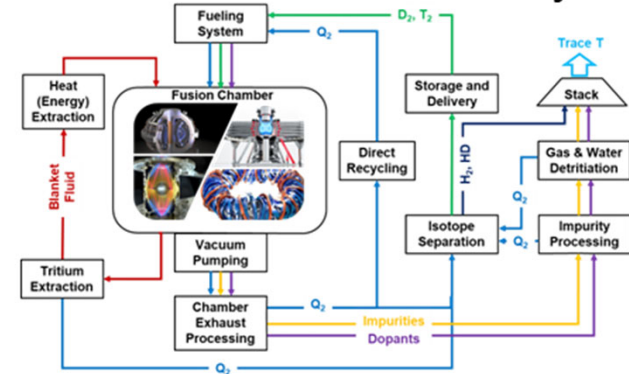 Fueling
System
D₂, T₂
Q₂
Trace T
Heat
(Energy)
Extraction
Fusion Chamber
Storage and
Delivery
Stack
Blanket
Fluid
Direct
Recycling
H₂, HD
Gas & Water
Detritiation
Q₂
Vacuum
Pumping
Isotope
Separation
Q₂
Impurity
Processing
Tritium
Extraction
Chamber
Exhaust
Processing
Q₂
Impurities
Dopants
Q₂